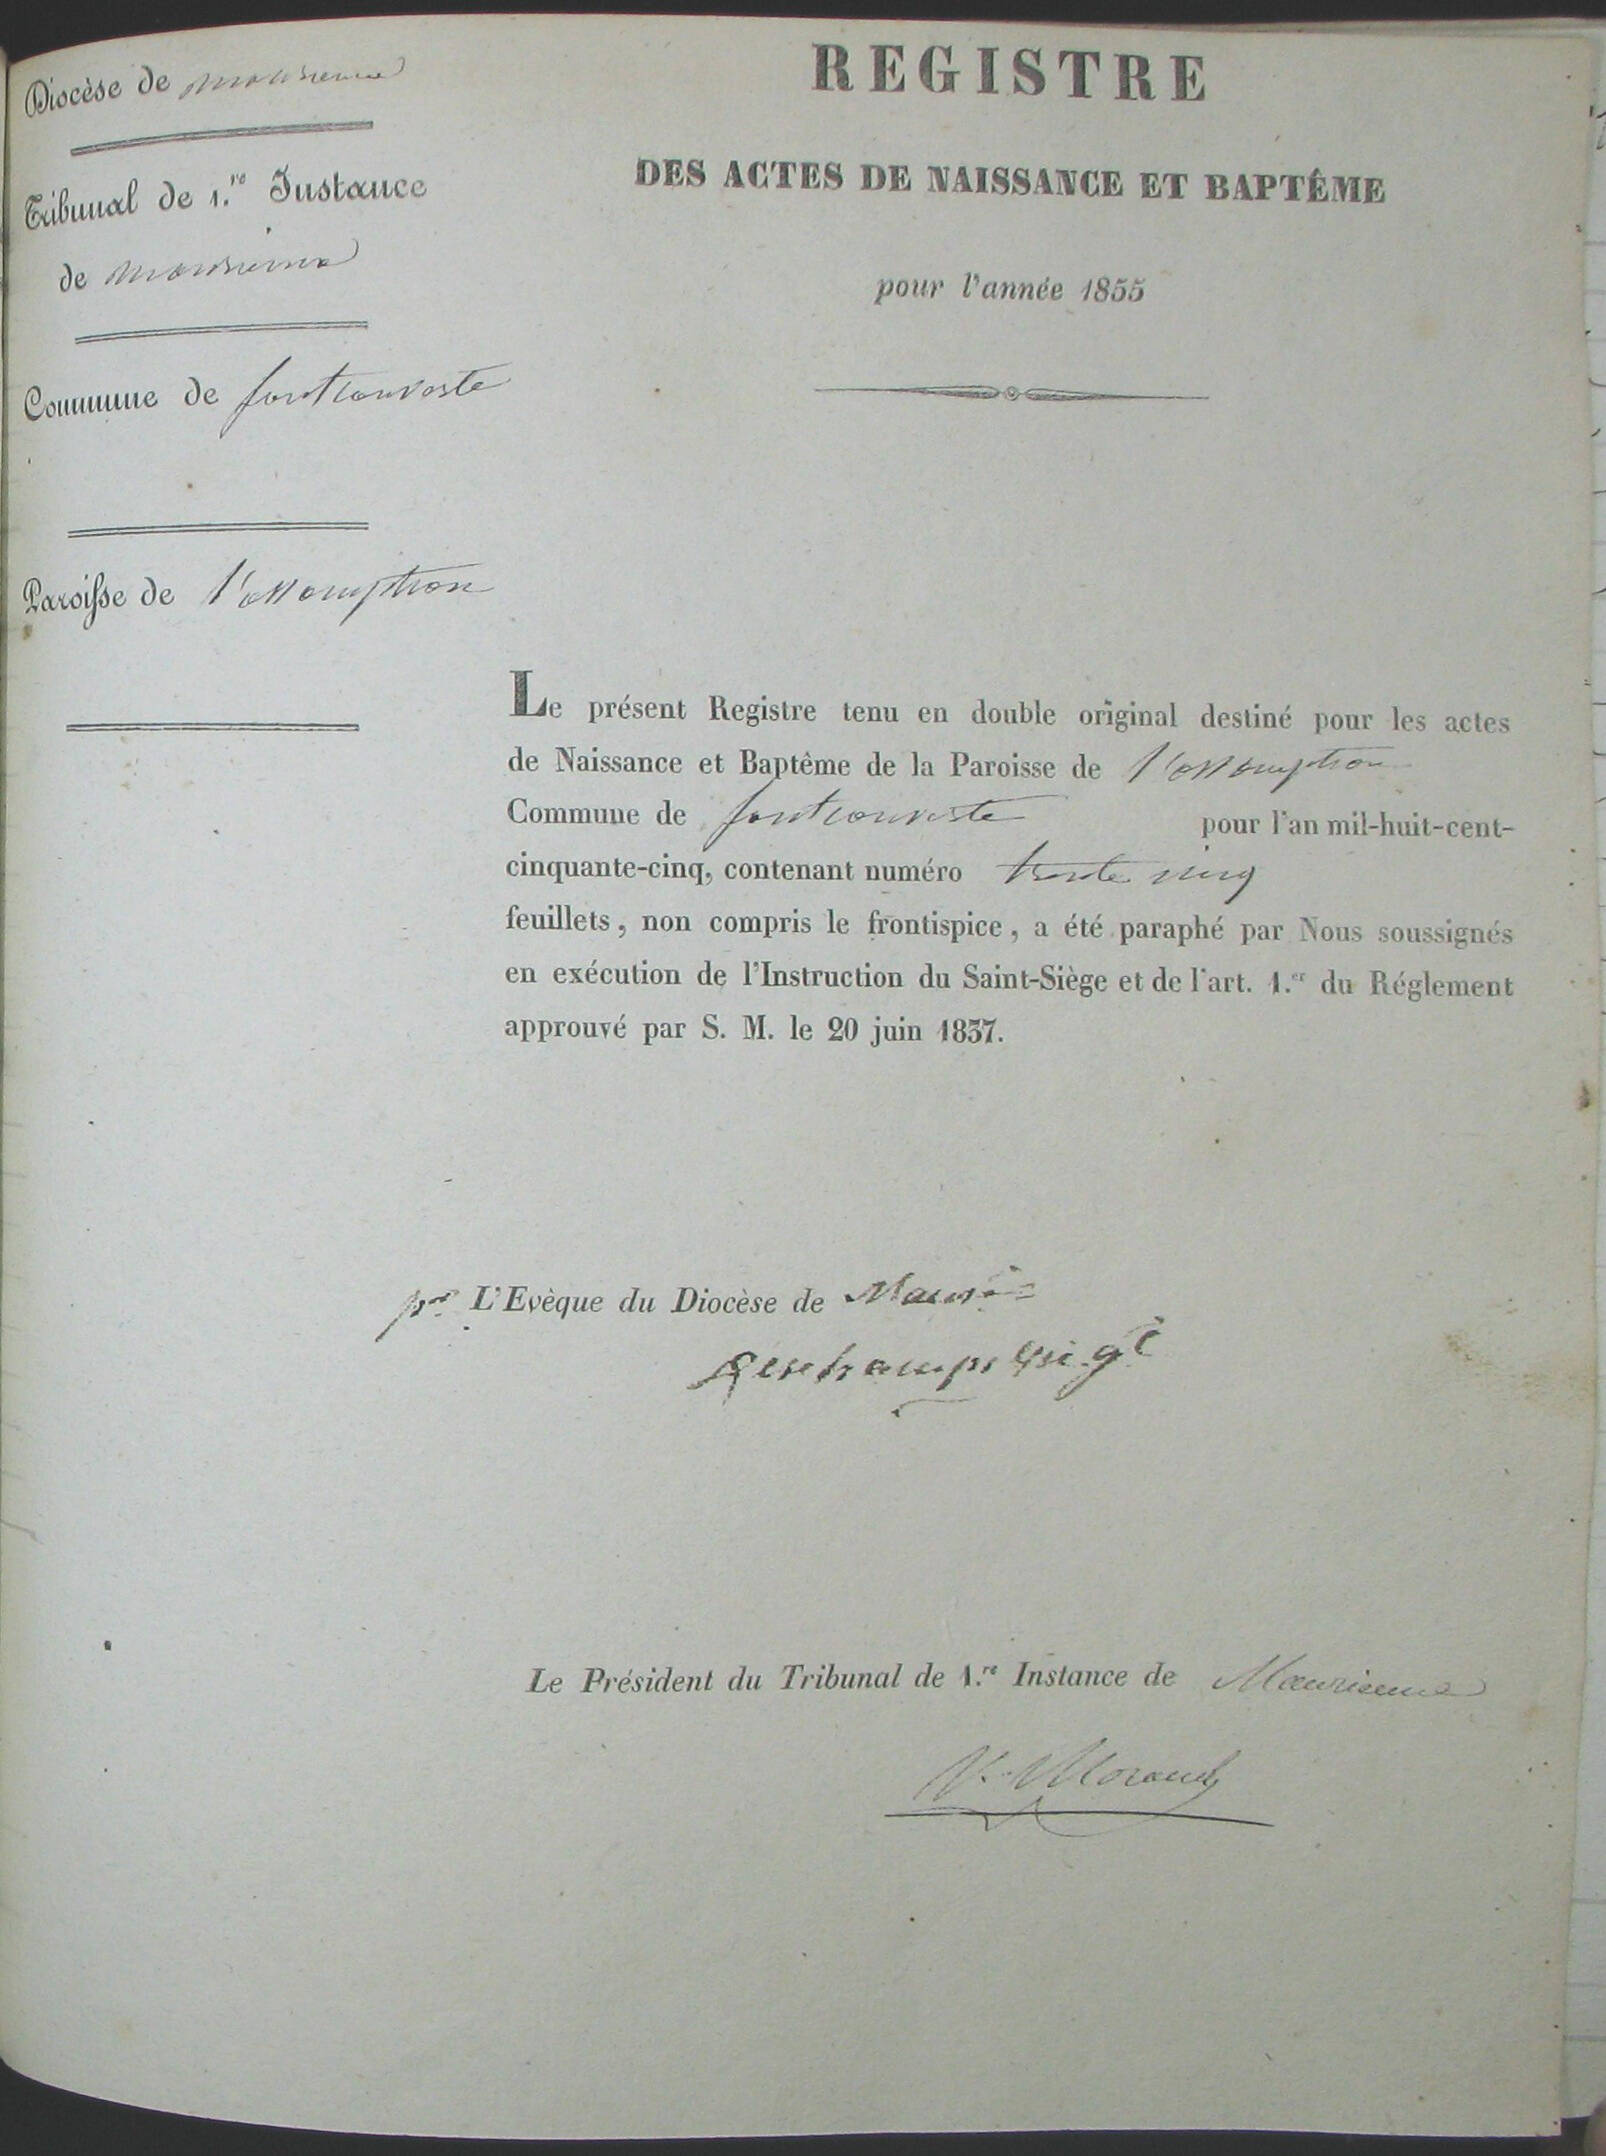 Diocèse de maurienne
Tribunal de 1.re Instance
de maurienne
Commune de fontcouverte
Paroisse de l'assomption
REGISTRE
DES ACTES DE NAISSANCE ET BAPTÊME
pour l'année 1855
Le présent Registre tenu en double original destiné pour les actes
de Naissance et Baptême de la Paroisse de l'assomption
Commune de fontcouverte pour l'an mil-huit-cent-
cinquante-cinq, contenant numéro trente cinq
feuillets, non compris le frontispice, a été paraphé par Nous soussignés
en exécution de l'Instruction du Saint-Siège et de l'art. 1.er du Réglement
approuvé par S. M. le 20 juin 1837.
pr L'Evèque du Diocèse de
Le Président du Tribunal de 1.re Instance de Maurienne